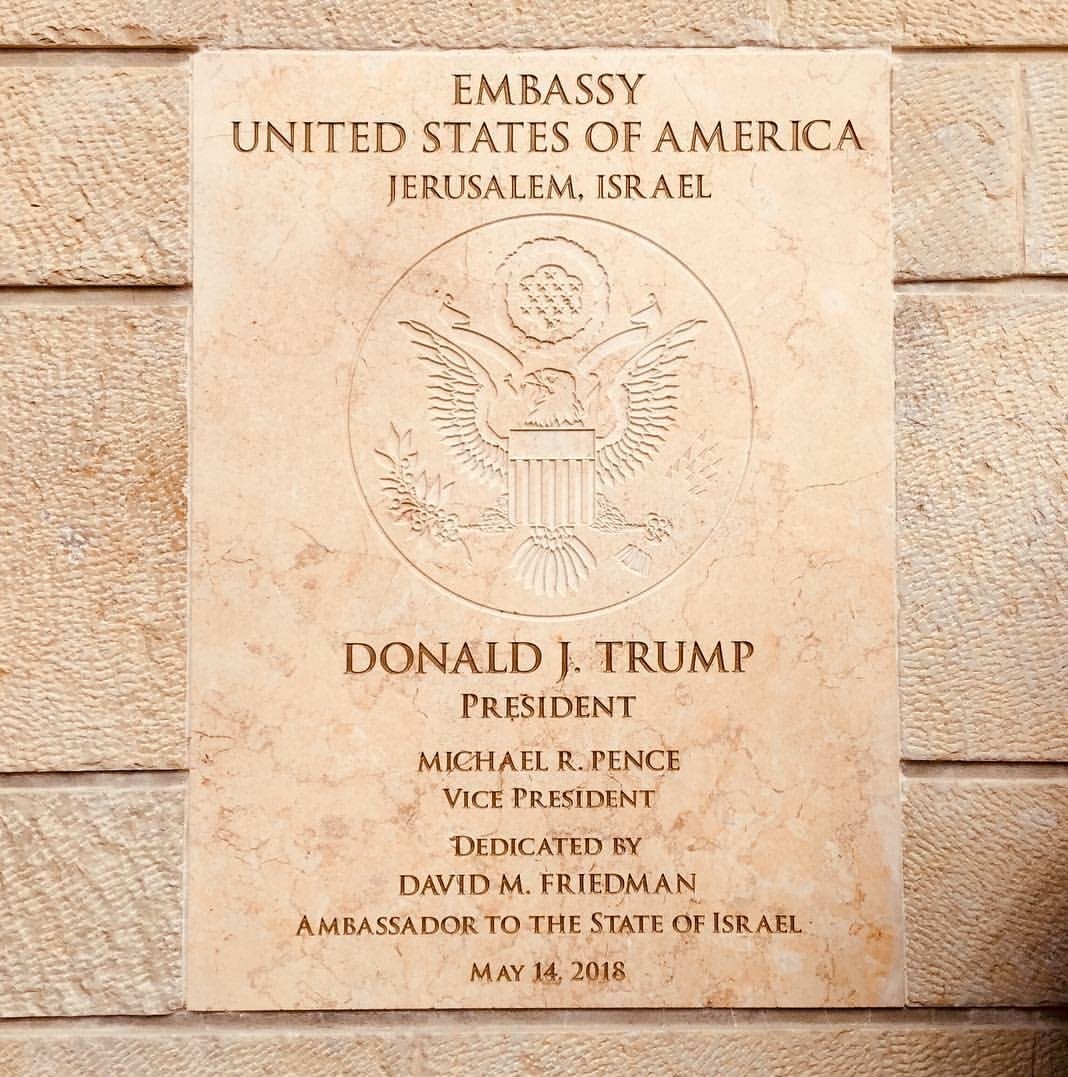 EMBASSY
UNITED STATES OF AMERICA
JERUSALEM, ISRAEL
DONALD J. TRUMP
PRESIDENT
MICHAEL R. PENCE
VICE PRESIDENT
DEDICATED BY
DAVID M. FRIEDMAN
AMBASSADOR TO THE STATE OF ISRAEL
MAY 14, 2018